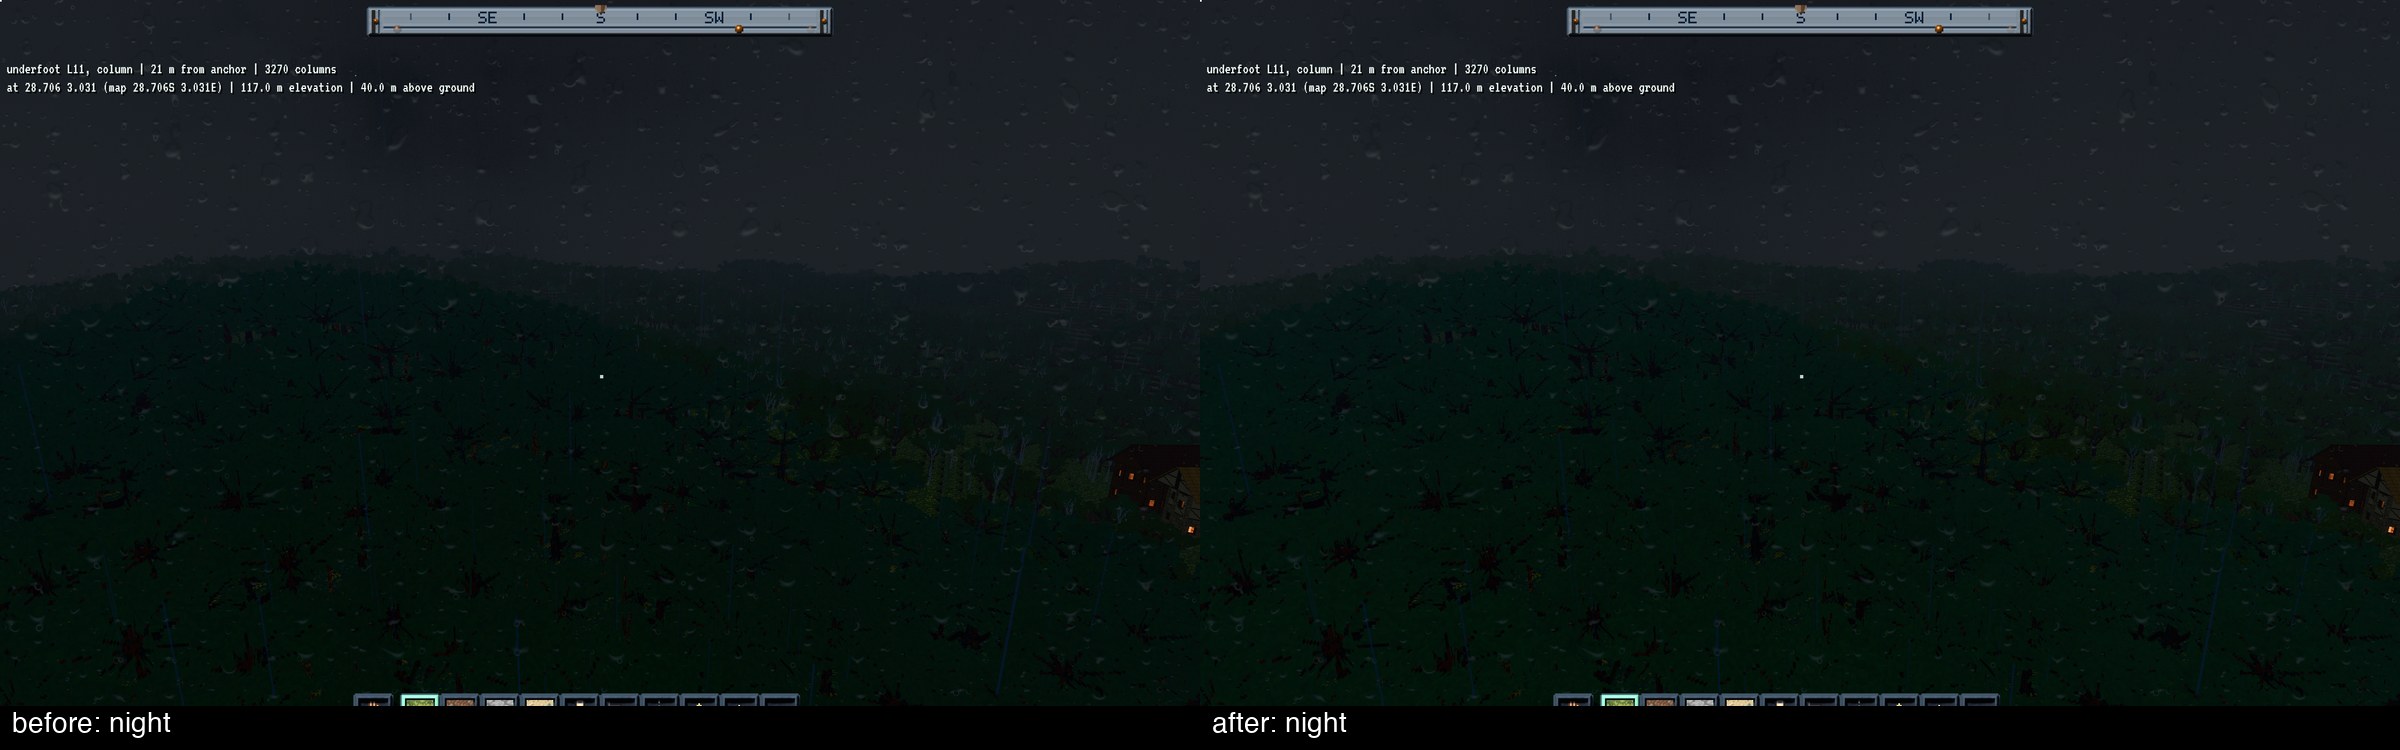 SE S SW
underfoot L11, column | 21 m from anchor | 3270 columns
at 28.706 3.031 (map 28.706S 3.031E) | 117.0 m elevation | 40.0 m above ground
before: night
SE S SW
underfoot L11, column | 21 m from anchor | 3270 columns
at 28.706 3.031 (map 28.706S 3.031E) | 117.0 m elevation | 40.0 m above ground
after: night